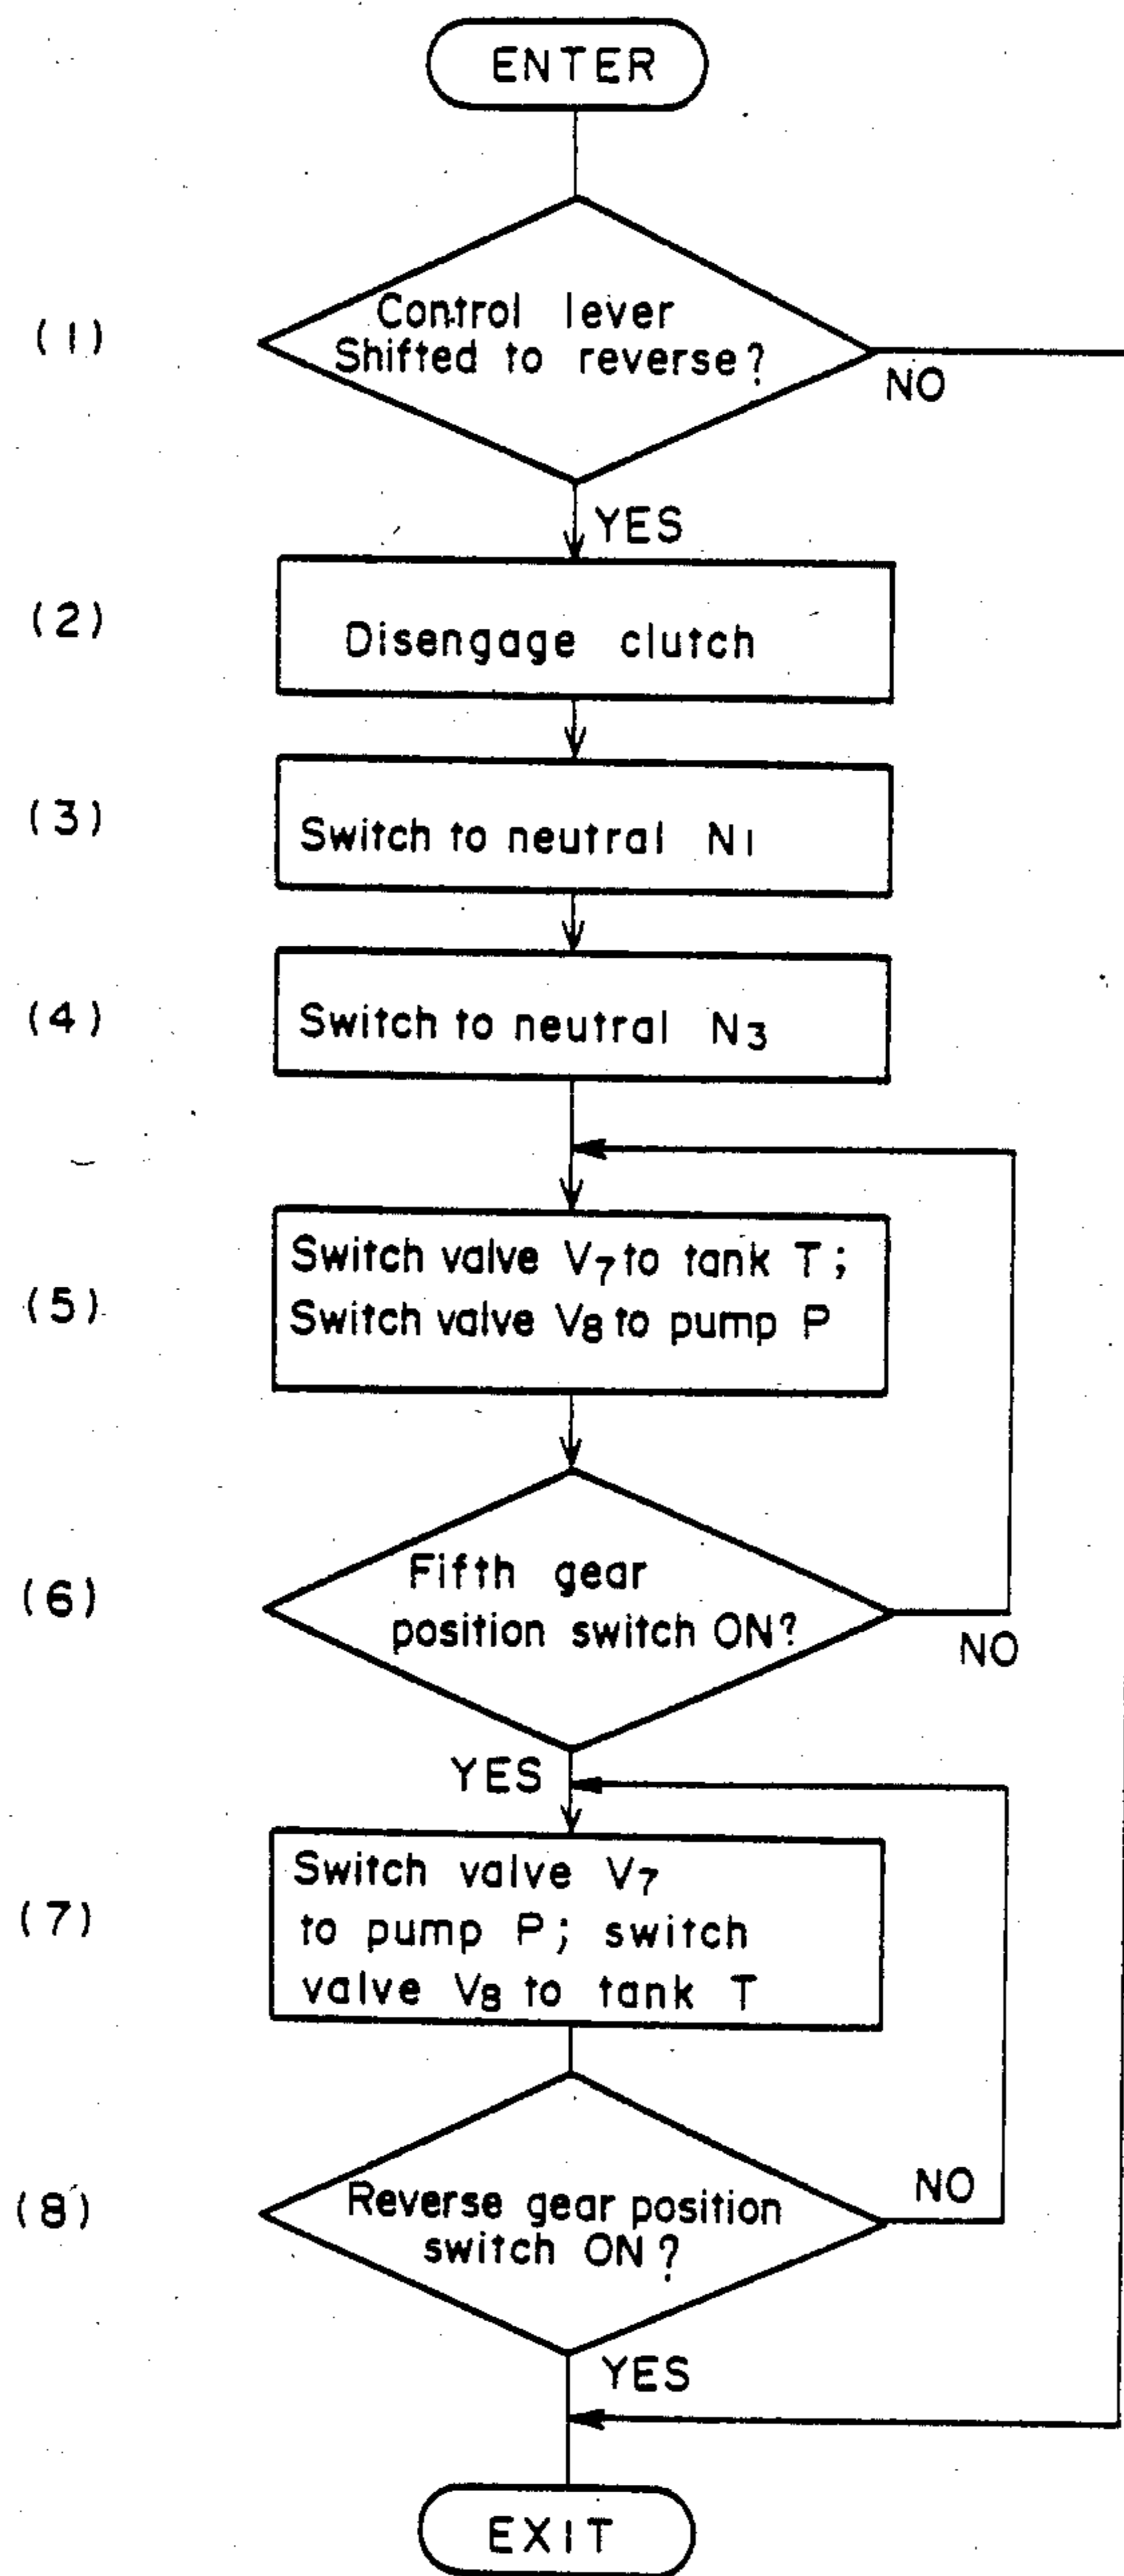 ENTER
(1)
Control lever
Shifted to reverse?
NO
YES
(2)
Disengage clutch
(3)
Switch to neutral N1
(4)
Switch to neutral N3
(5)
Switch valve V7 to tank T;
Switch valve V8 to pump P
(6)
Fifth gear
position switch ON?
NO
YES
(7)
Switch valve V7
to pump P; switch
valve V8 to tank T
(8)
Reverse gear position
switch ON?
NO
YES
EXIT